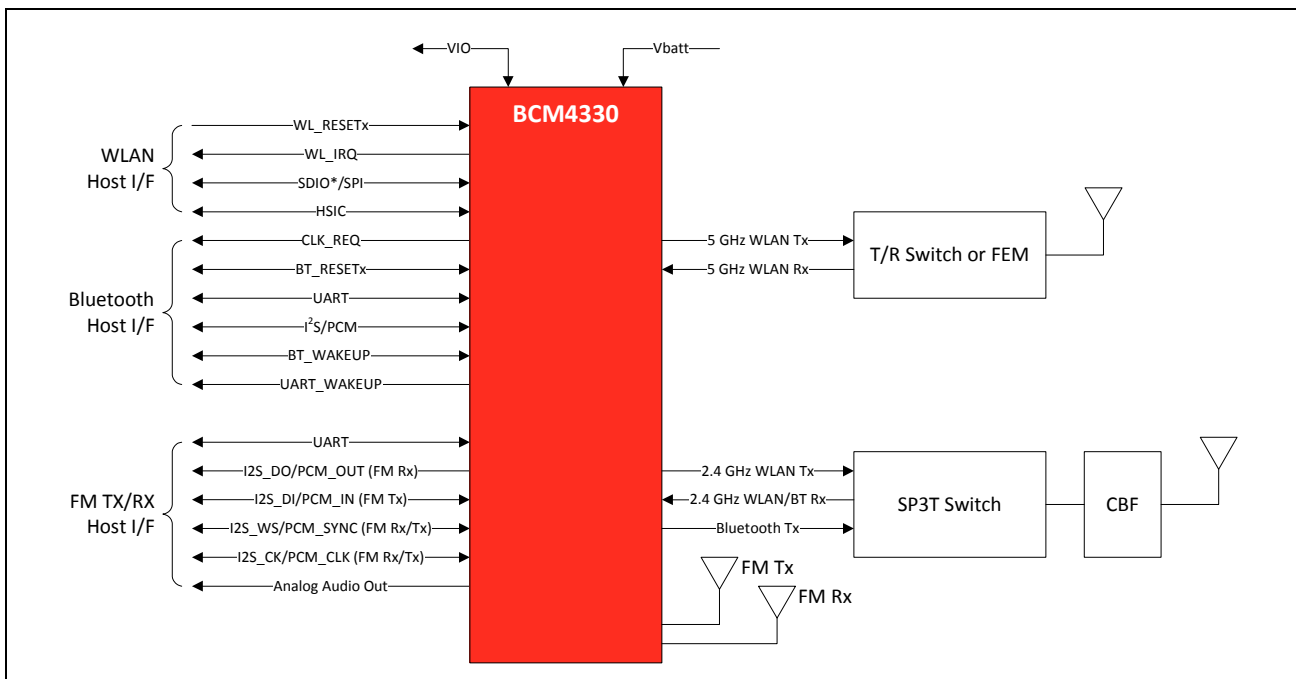 VIO
Vbatt
BCM4330
WLAN
Host I/F
WL_RESETx
WL_IRQ
SDIO*/SPI
HSIC
Bluetooth
Host I/F
CLK_REQ
BT_RESETx
UART
I²S/PCM
BT_WAKEUP
UART_WAKEUP
FM TX/RX
Host I/F
UART
I2S_DO/PCM_OUT (FM Rx)
I2S_DI/PCM_IN (FM Tx)
I2S_WS/PCM_SYNC (FM Rx/Tx)
I2S_CK/PCM_CLK (FM Rx/Tx)
Analog Audio Out
5 GHz WLAN Tx
5 GHz WLAN Rx
T/R Switch or FEM
2.4 GHz WLAN Tx
2.4 GHz WLAN/BT Rx
Bluetooth Tx
SP3T Switch
CBF
FM Tx
FM Rx